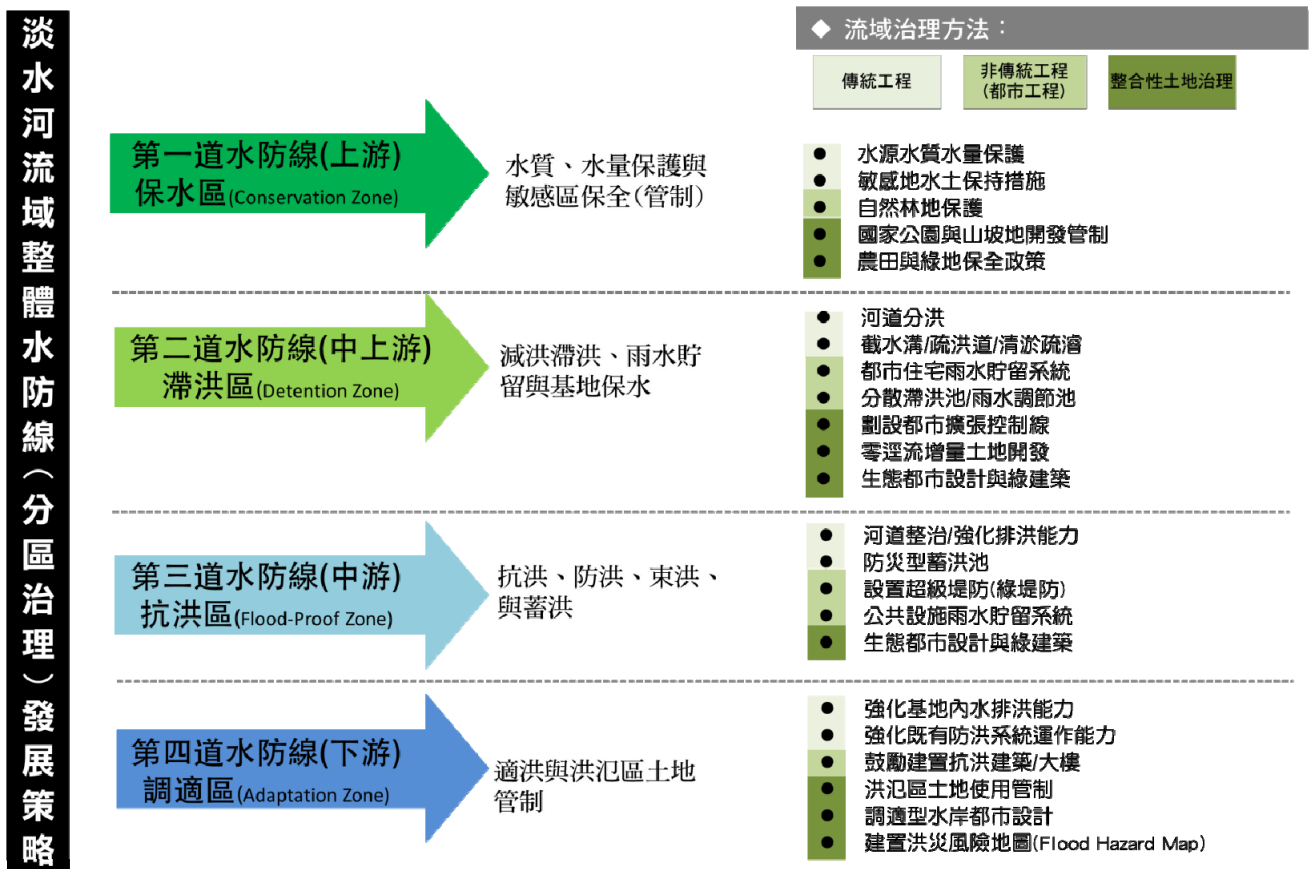 淡水河流域整體水防線（分區治理）發展策略
◆ 流域治理方法：
傳統工程
非傳統工程
(都市工程)
整合性土地治理
第一道水防線(上游)
保水區(Conservation Zone)
水質、水量保護與
敏感區保全(管制)
● 水源水質水量保護
● 敏感地水土保持措施
● 自然林地保護
● 國家公園與山坡地開發管制
● 農田與綠地保全政策
第二道水防線(中上游)
滯洪區(Detention Zone)
減洪滯洪、雨水貯
留與基地保水
● 河道分洪
● 截水溝/疏洪道/清淤疏濬
● 都市住宅雨水貯留系統
● 分散滯洪池/雨水調節池
● 劃設都市擴張控制線
● 零逕流增量土地開發
● 生態都市設計與綠建築
第三道水防線(中游)
抗洪區(Flood-Proof Zone)
抗洪、防洪、束洪、
與蓄洪
● 河道整治/強化排洪能力
● 防災型蓄洪池
● 設置超級堤防(綠堤防)
● 公共設施雨水貯留系統
● 生態都市設計與綠建築
第四道水防線(下游)
調適區(Adaptation Zone)
適洪與洪氾區土地
管制
● 強化基地內水排洪能力
● 強化既有防洪系統運作能力
● 鼓勵建置抗洪建築/大樓
● 洪氾區土地使用管制
● 調適型水岸都市設計
● 建置洪災風險地圖(Flood Hazard Map)